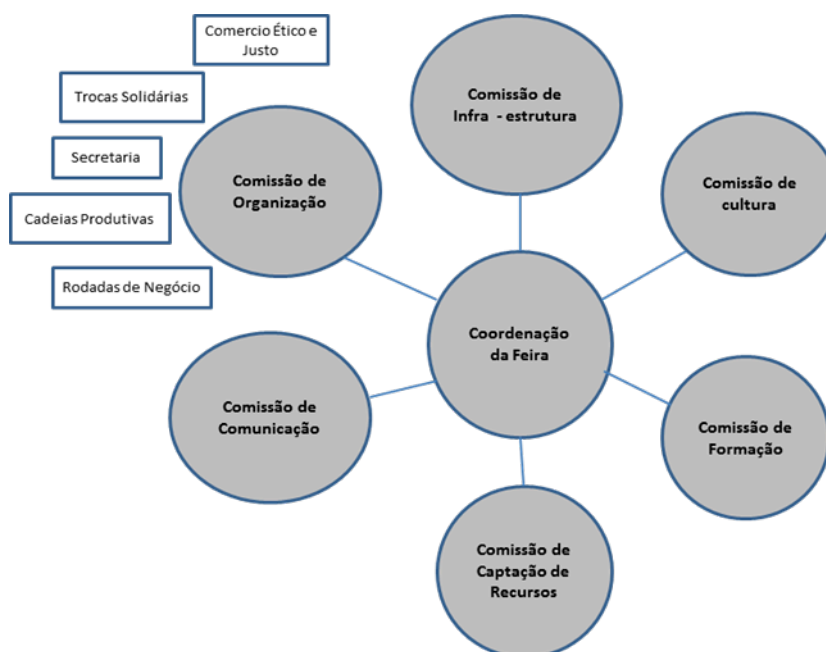 Comercio Ético e
Justo
Trocas Solidárias
Secretaria
Cadeias Produtivas
Rodadas de Negócio
Comissão de
Organização
Comissão de
Infra - estrutura
Comissão de
cultura
Coordenação
da Feira
Comissão de
Comunicação
Comissão de
Formação
Comissão de
Captação de
Recursos